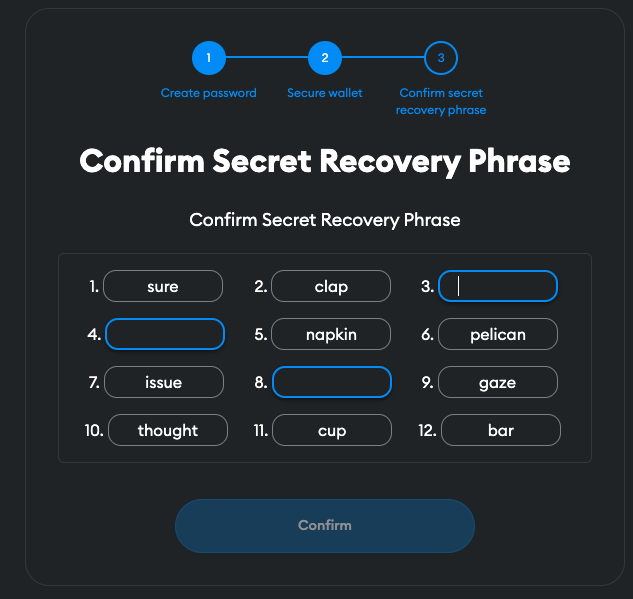 1 2 3
Create password Secure wallet Confirm secret
recovery phrase
Confirm Secret Recovery Phrase
Confirm Secret Recovery Phrase
1. sure 2. clap 3.
4. 5. napkin 6. pelican
7. issue 8. 9. gaze
10. thought 11. cup 12. bar
Confirm